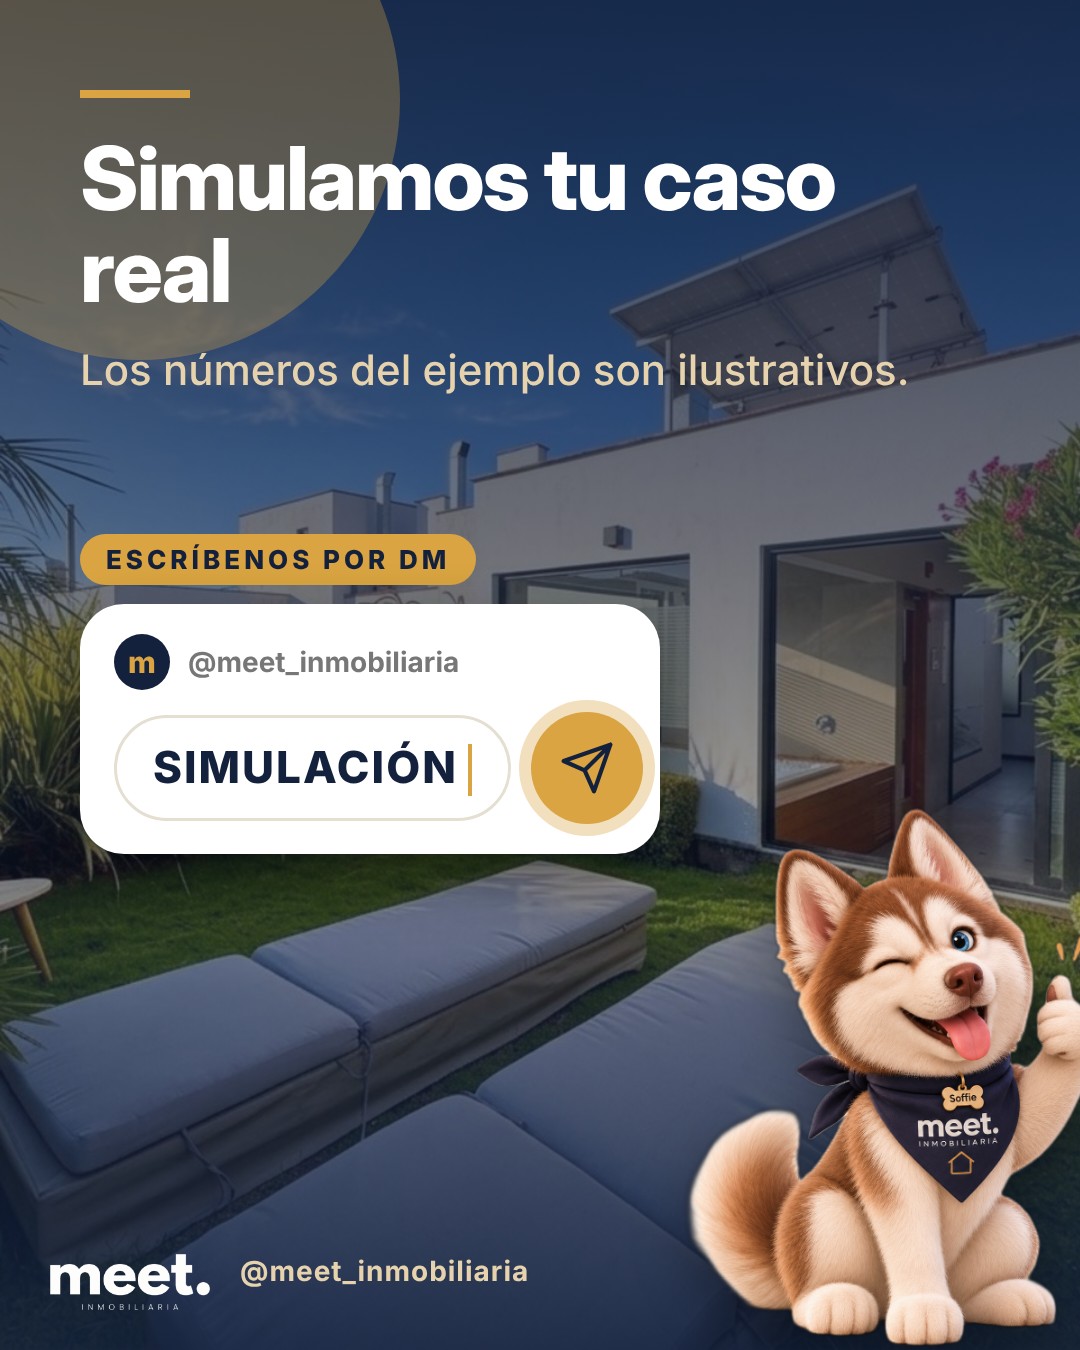 Simulamos tu caso
real
Los números del ejemplo son ilustrativos.
ESCRÍBENOS POR DM
m
@meet_inmobiliaria
SIMULACIÓN
Soffie
meet.
INMOBILIARIA
meet.
INMOBILIARIA
@meet_inmobiliaria